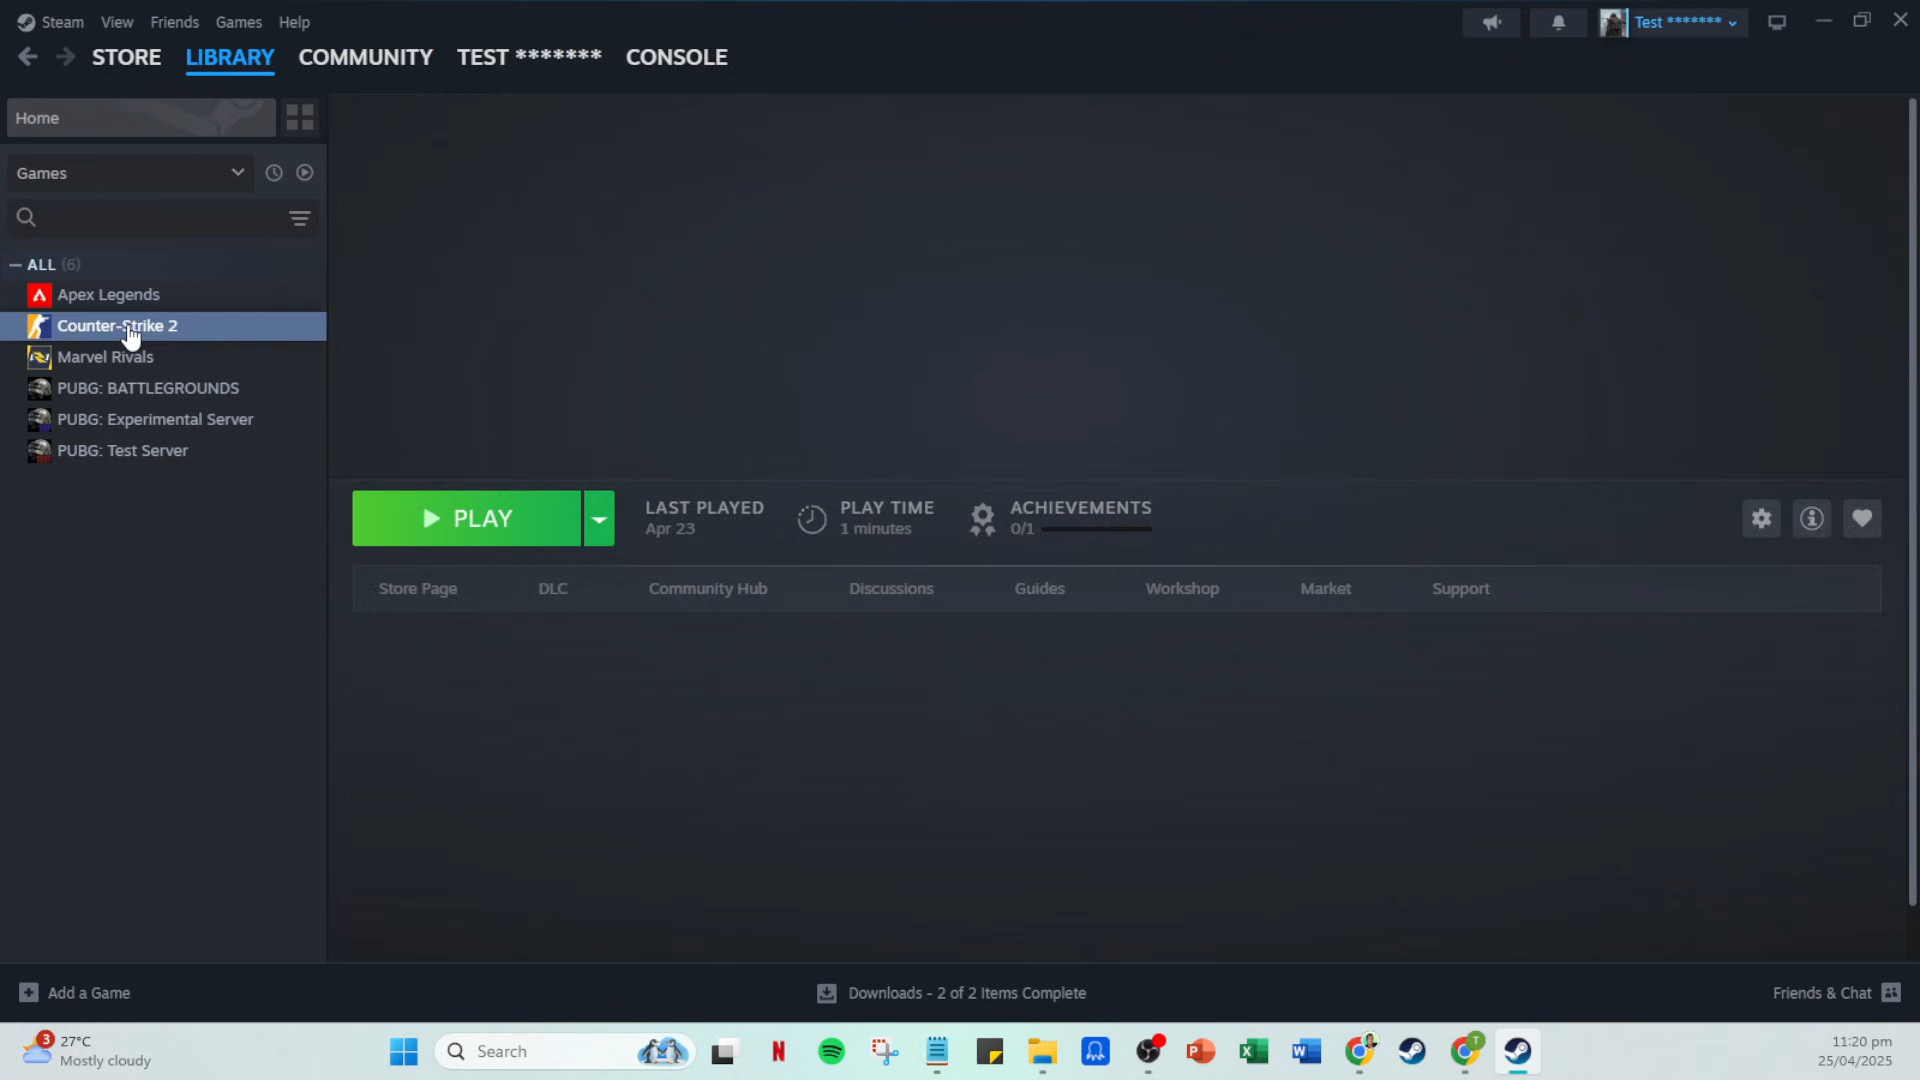 Steam View Friends Games Help
Test *******
STORE LIBRARY COMMUNITY TEST ******* CONSOLE
Home
Games
ALL (6)
Apex Legends
Counter-Strike 2
Marvel Rivals
PUBG: BATTLEGROUNDS
PUBG: Experimental Server
PUBG: Test Server
PLAY
LAST PLAYED
Apr 23
PLAY TIME
1 minutes
ACHIEVEMENTS
0/1
Store Page DLC Community Hub Discussions Guides Workshop Market Support
Add a Game
Downloads - 2 of 2 Items Complete
Friends & Chat
3
27°C
Mostly cloudy
Search
11:20 pm
25/04/2025